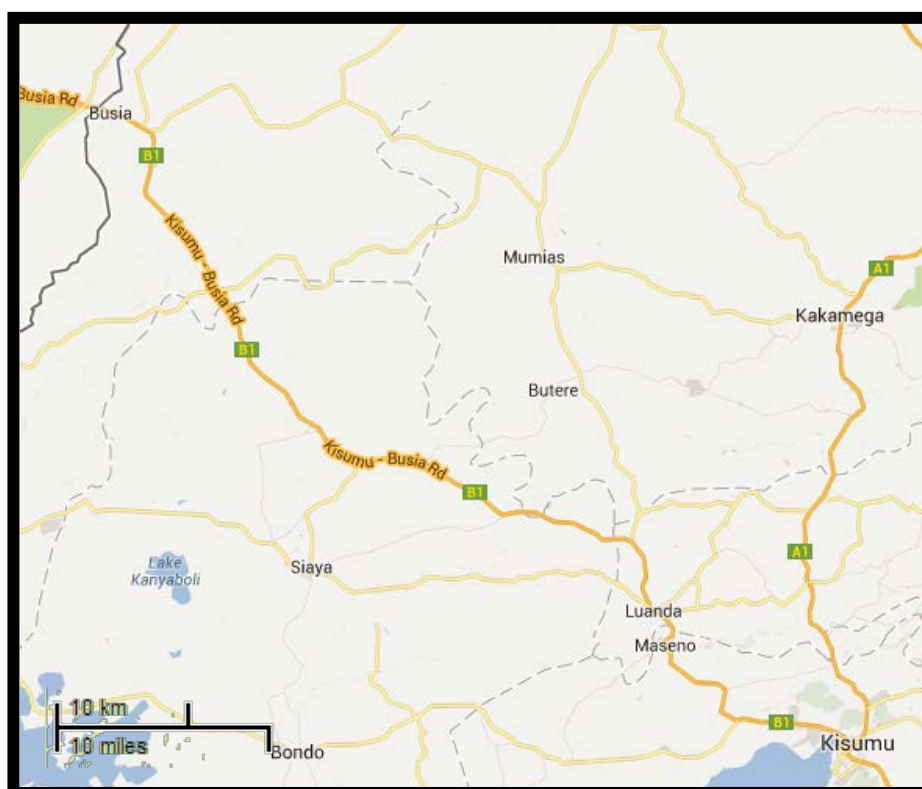 Busia Rd
Busia
B1
Kisumu - Busia Rd
Mumias
A1
Kakamega
B1
Butere
Kisumu - Busia Rd
B1
A1
Lake
Kanyaboli
Siaya
Luanda
Maseno
10 km
10 miles
B1
Bondo
Kisumu